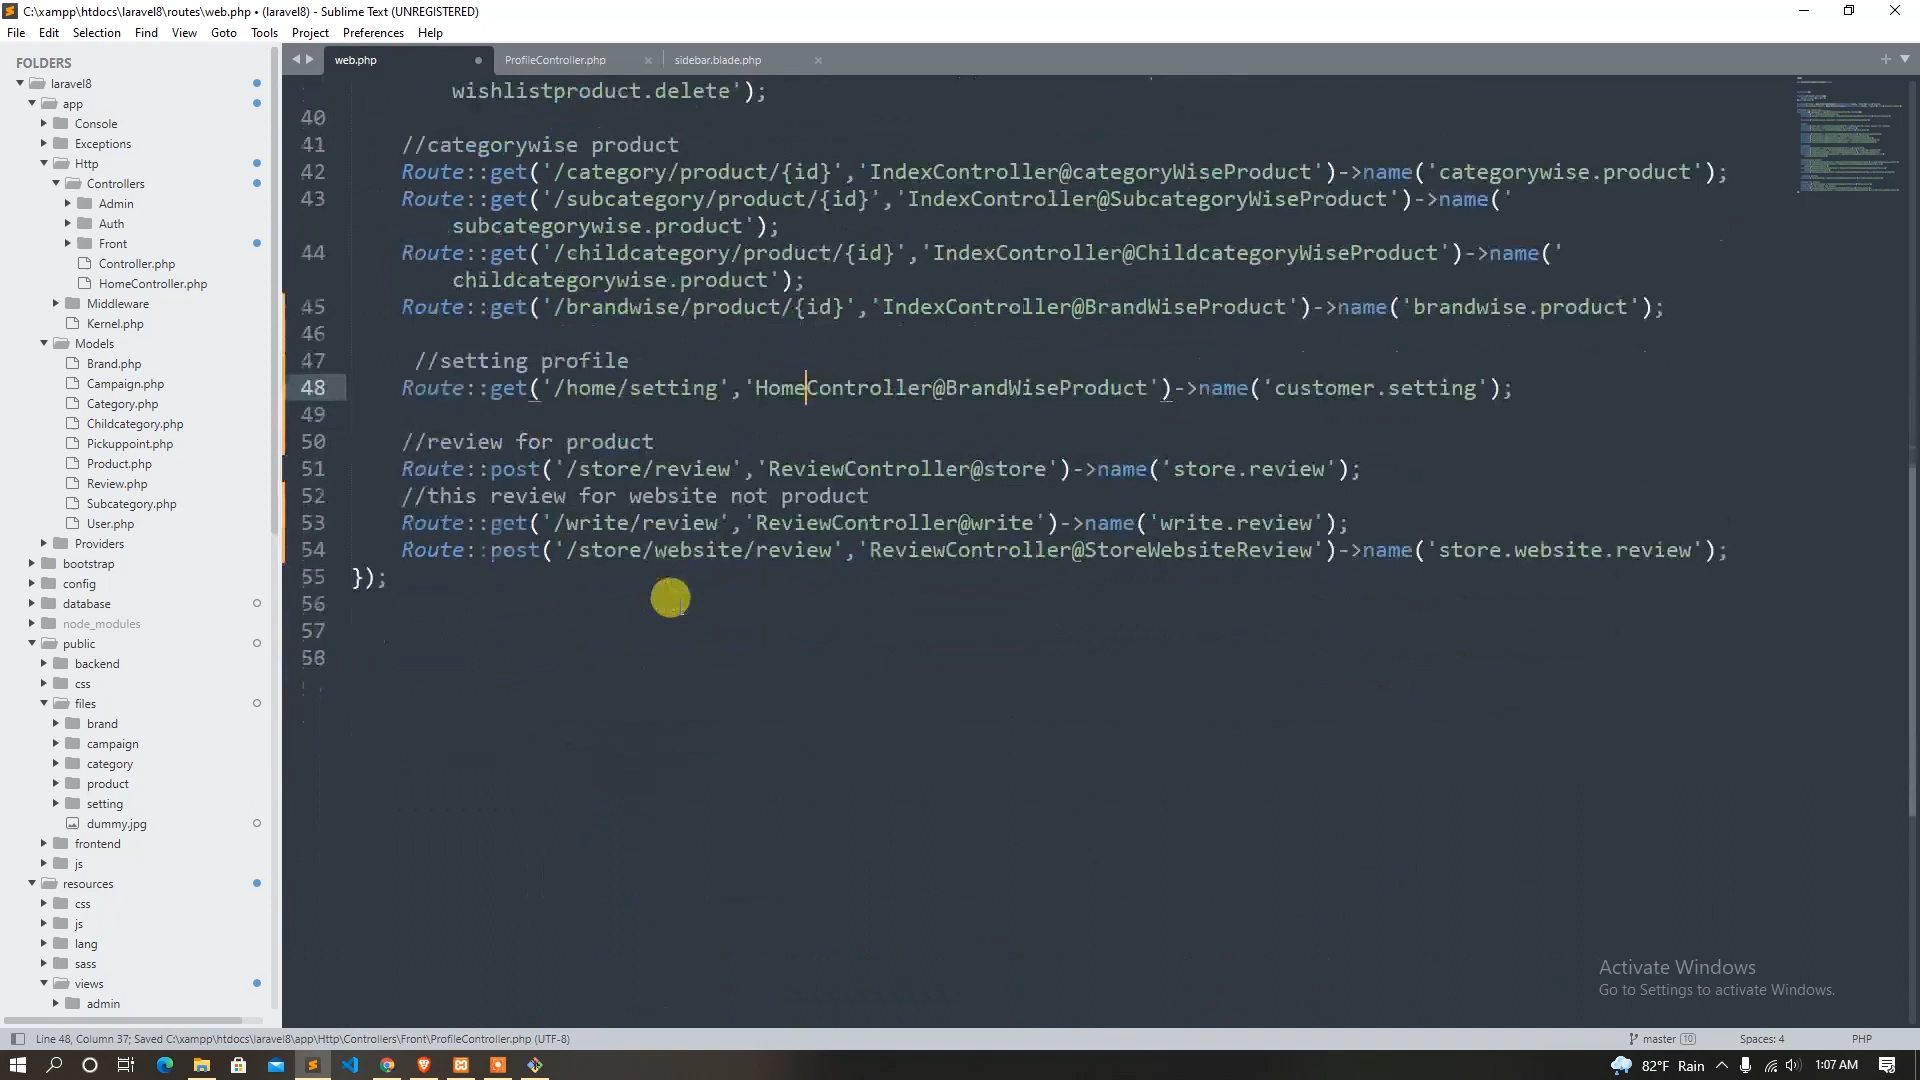 C:\xampp\htdocs\laravel8\routes\web.php • (laravel8) - Sublime Text (UNREGISTERED)
File Edit Selection Find View Goto Tools Project Preferences Help
FOLDERS
laravel8
app
Console
Exceptions
Http
Controllers
Admin
Auth
Front
Controller.php
HomeController.php
Middleware
Kernel.php
Models
Brand.php
Campaign.php
Category.php
Childcategory.php
Pickuppoint.php
Product.php
Review.php
Subcategory.php
User.php
Providers
bootstrap
config
database
node_modules
public
backend
css
files
brand
campaign
category
product
setting
dummy.jpg
frontend
js
resources
css
js
lang
sass
views
admin
web.php ProfileController.php sidebar.blade.php
wishlistproduct.delete');
40
41 //categorywise product
42 Route::get('/category/product/{id}','IndexController@categoryWiseProduct')->name('categorywise.product');
43 Route::get('/subcategory/product/{id}','IndexController@SubcategoryWiseProduct')->name('
subcategorywise.product');
44 Route::get('/childcategory/product/{id}','IndexController@ChildcategoryWiseProduct')->name('
childcategorywise.product');
45 Route::get('/brandwise/product/{id}','IndexController@BrandWiseProduct')->name('brandwise.product');
46
47 //setting profile
48 Route::get('/home/setting','HomeController@BrandWiseProduct')->name('customer.setting');
49
50 //review for product
51 Route::post('/store/review','ReviewController@store')->name('store.review');
52 //this review for website not product
53 Route::get('/write/review','ReviewController@write')->name('write.review');
54 Route::post('/store/website/review','ReviewController@StoreWebsiteReview')->name('store.website.review');
55 });
56
57
58
Activate Windows
Go to Settings to activate Windows.
Line 48, Column 37; Saved C:\xampp\htdocs\laravel8\app\Http\Controllers\Front\ProfileController.php (UTF-8) master 10 Spaces: 4 PHP
82°F Rain 1:07 AM